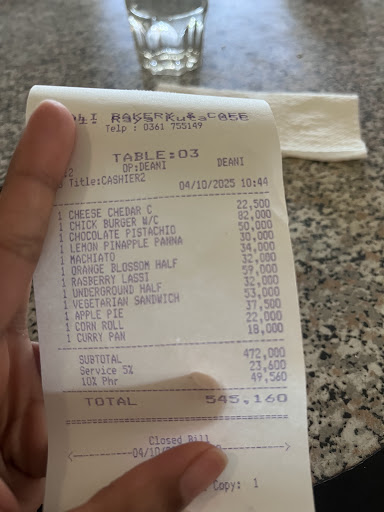 BAKERY & CAFE
Telp : 0361 755149
TABLE:03
OP:DEANI DEANI
Title:CASHIER2 04/10/2025 10:44
1 CHEESE CHEDAR C 22,500
1 CHICK BURGER W/C 82,000
1 CHOCOLATE PISTACHIO 50,000
1 LEMON PINAPPLE PANNA 30,000
1 MACHIATO 34,000
1 ORANGE BLOSSOM HALF 32,000
1 RASBERRY LASSI 59,000
1 UNDERGROUND HALF 32,000
1 VEGETARIAN SANDWICH 53,000
1 APPLE PIE 37,500
1 CORN ROLL 22,000
1 CURRY PAN 18,000
SUBTOTAL 472,000
Service 5% 23,600
10% Phr 49,560
TOTAL 545,160
Closed Bill
Copy: 1